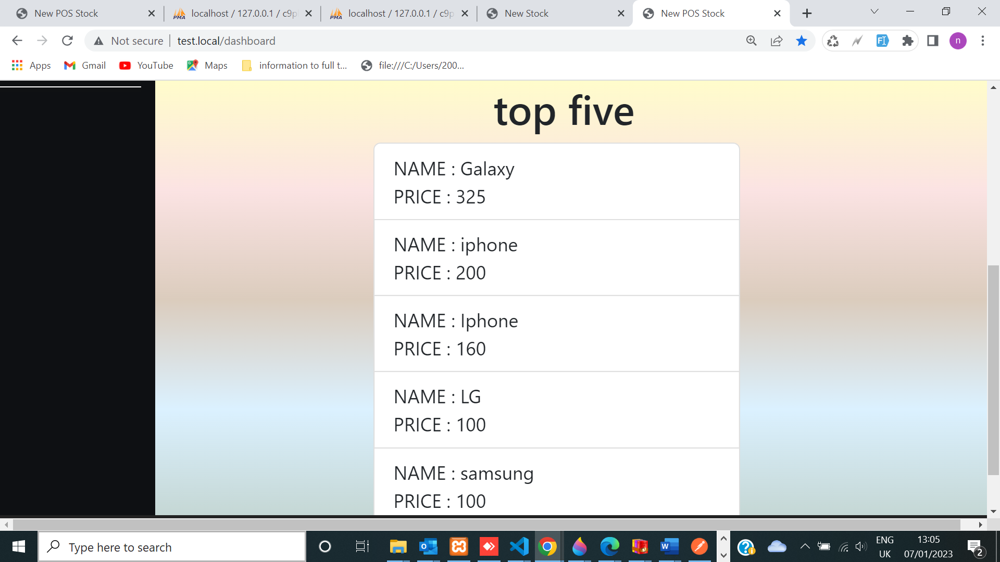 New POS Stock
localhost / 127.0.0.1 / c9p
localhost / 127.0.0.1 / c9p
New Stock
New POS Stock
Not secure
test.local/dashboard
n
Apps
Gmail
YouTube
Maps
information to full t...
file:///C:/Users/200...
top five
NAME : Galaxy
PRICE : 325
NAME : iphone
PRICE : 200
NAME : Iphone
PRICE : 160
NAME : LG
PRICE : 100
NAME : samsung
PRICE : 100
Type here to search
ENG
UK
13:05
07/01/2023
2